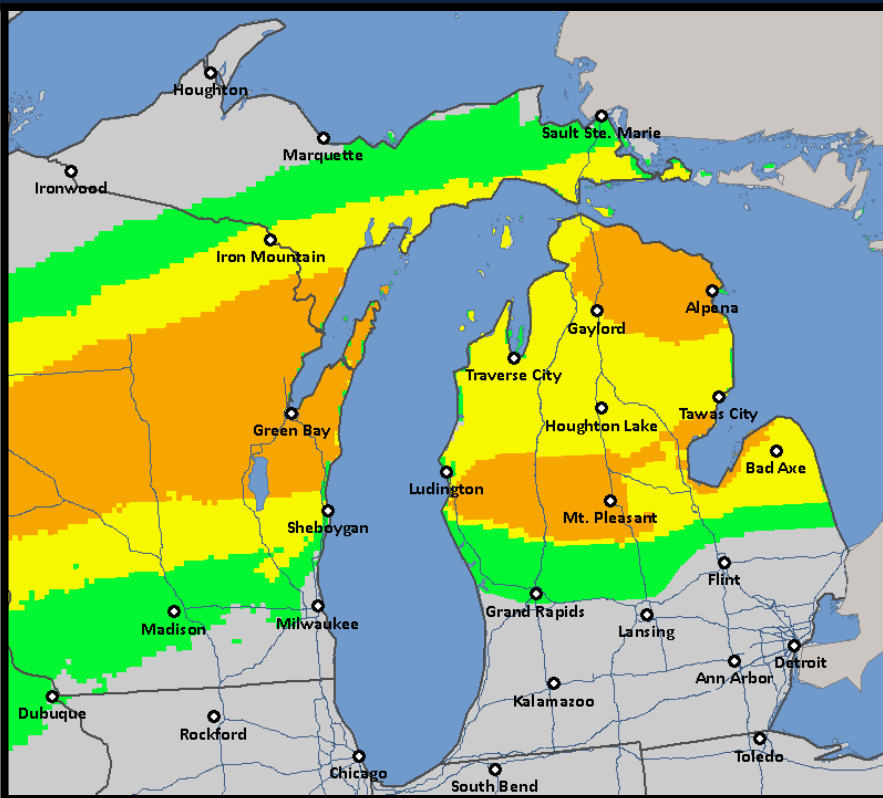 Houghton
Sault Ste. Marie
Marquette
Ironwood
Iron Mountain
Alpena
Gaylord
Traverse City
Tawas City
Houghton Lake
Green Bay
Bad Axe
Ludington
Mt. Pleasant
Sheboygan
Flint
Grand Rapids
Milwaukee
Madison
Lansing
Detroit
Ann Arbor
Kalamazoo
Dubuque
Rockford
Toledo
Chicago
South Bend